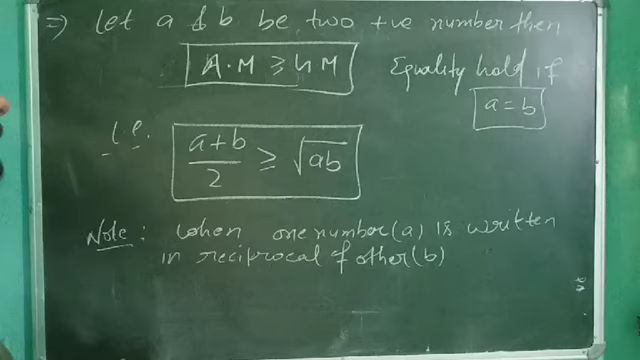 ⇒ Let a & b be two +ve number then
A.M ≥ GM Equality hold if
a = b
i.e. (a+b)/2 ≥ √ab
Note: when one number (a) is written
in reciprocal of other (b)